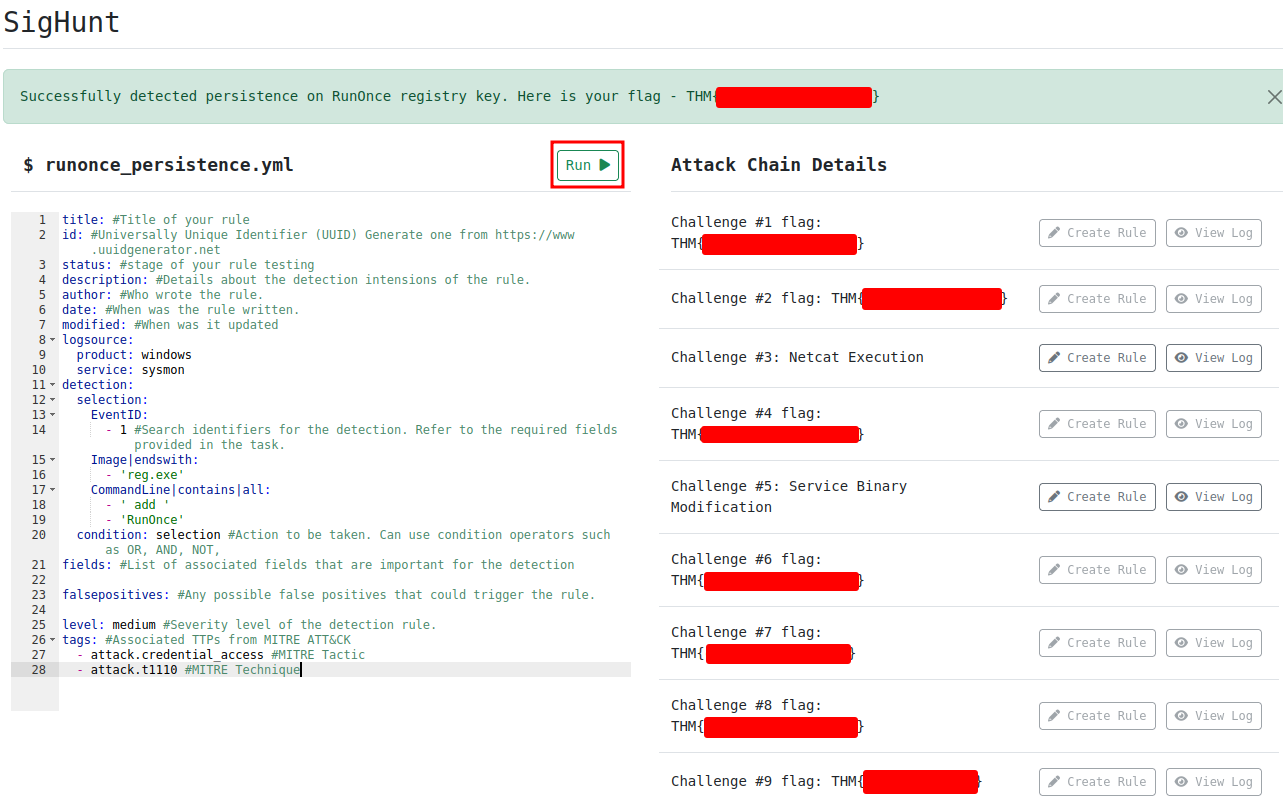 SigHunt
Successfully detected persistence on RunOnce registry key. Here is your flag - THM{ }
$ runonce_persistence.yml
Run
1 title: #Title of your rule
2 id: #Universally Unique Identifier (UUID) Generate one from https://www
.uuidgenerator.net
3 status: #stage of your rule testing
4 description: #Details about the detection intensions of the rule.
5 author: #Who wrote the rule.
6 date: #When was the rule written.
7 modified: #When was it updated
8 logsource:
9 product: windows
10 service: sysmon
11 detection:
12 selection:
13 EventID:
14 - 1 #Search identifiers for the detection. Refer to the required fields
provided in the task.
15 Image|endswith:
16 - 'reg.exe'
17 CommandLine|contains|all:
18 - ' add '
19 - 'RunOnce'
20 condition: selection #Action to be taken. Can use condition operators such
as OR, AND, NOT,
21 fields: #List of associated fields that are important for the detection
22
23 falsepositives: #Any possible false positives that could trigger the rule.
24
25 level: medium #Severity level of the detection rule.
26 tags: #Associated TTPs from MITRE ATT&CK
27 - attack.credential_access #MITRE Tactic
28 - attack.t1110 #MITRE Technique
Attack Chain Details
Challenge #1 flag:
THM{ }
Create Rule View Log
Challenge #2 flag: THM{ }
Create Rule View Log
Challenge #3: Netcat Execution
Create Rule View Log
Challenge #4 flag:
THM{ }
Create Rule View Log
Challenge #5: Service Binary
Modification
Create Rule View Log
Challenge #6 flag:
THM{ }
Create Rule View Log
Challenge #7 flag:
THM{ }
Create Rule View Log
Challenge #8 flag:
THM{ }
Create Rule View Log
Challenge #9 flag: THM{ }
Create Rule View Log